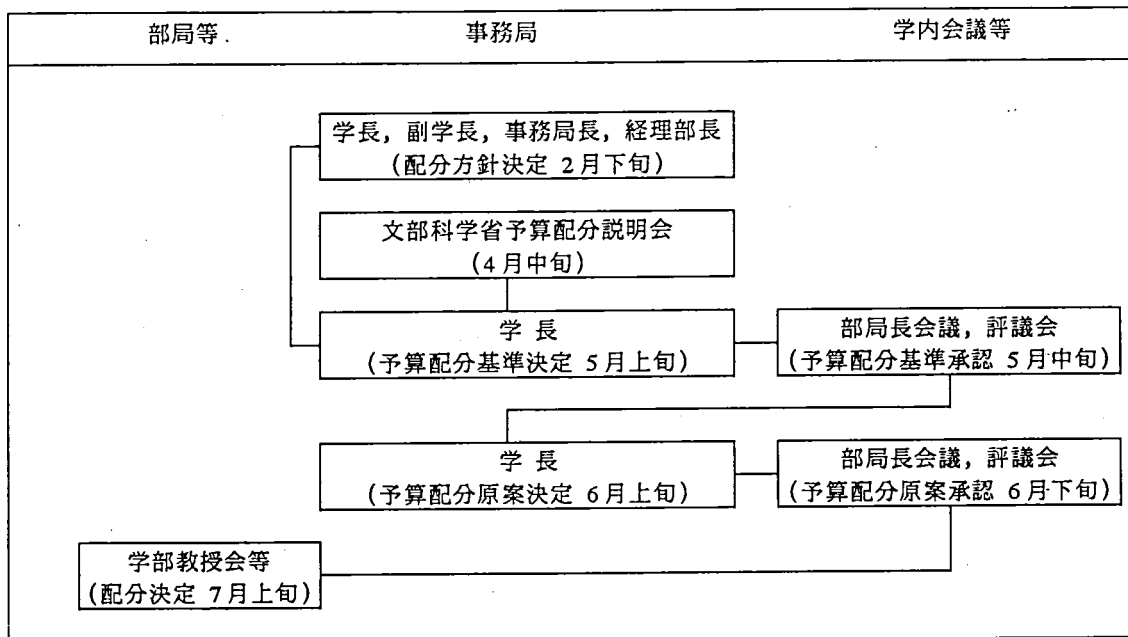 部局等
事務局
学内会議等
学長，副学長，事務局長，経理部長
（配分方針決定 2月下旬）
文部科学省予算配分説明会
（4月中旬）
学 長
（予算配分基準決定 5月上旬）
部局長会議，評議会
（予算配分基準承認 5月中旬）
学 長
（予算配分原案決定 6月上旬）
部局長会議，評議会
（予算配分原案承認 6月下旬）
学部教授会等
（配分決定 7月上旬）